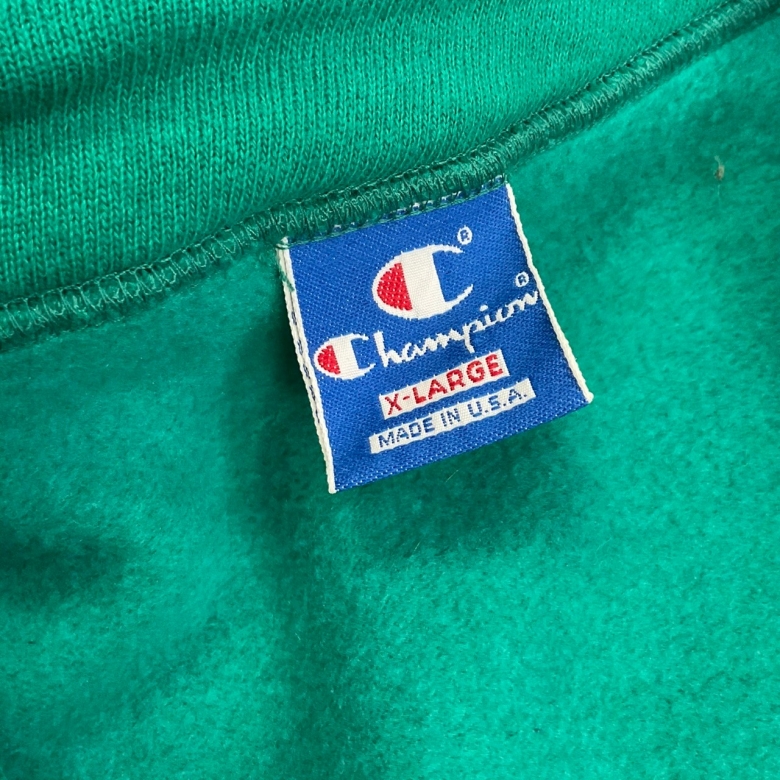 C®
Champion®
X-LARGE
MADE IN U.S.A.